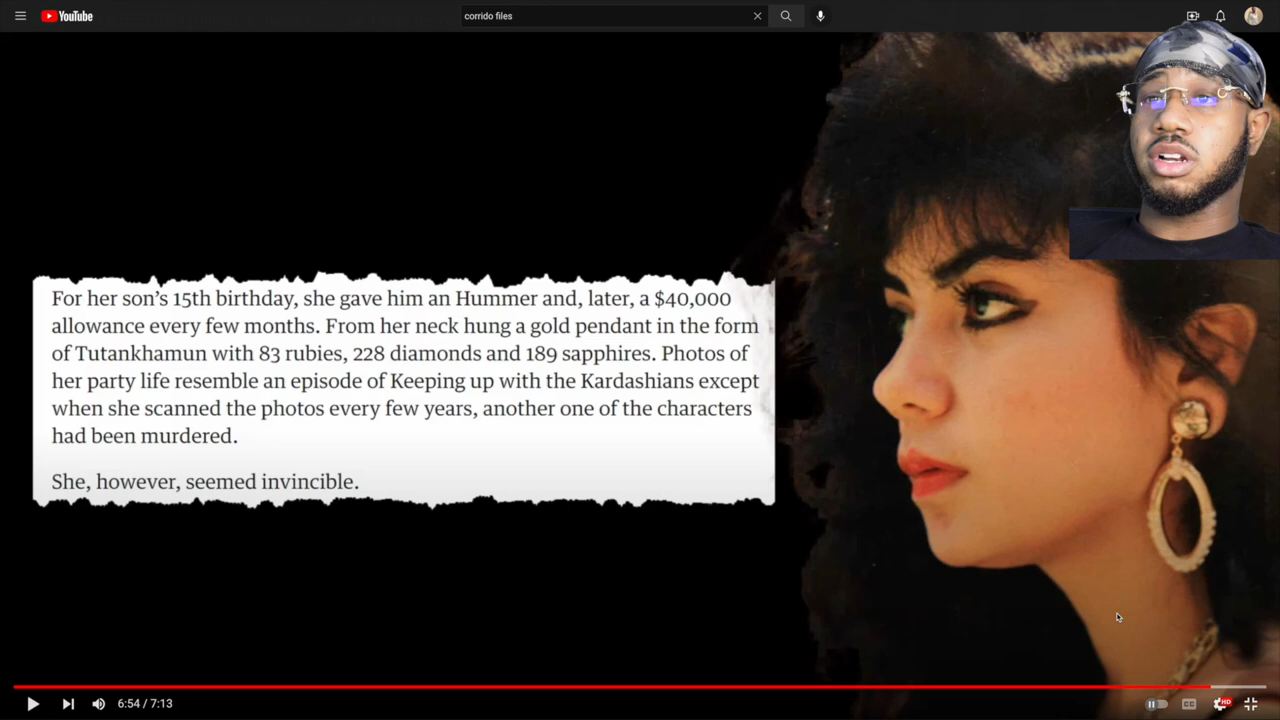 YouTube
corrido files
For her son's 15th birthday, she gave him an Hummer and, later, a $40,000
allowance every few months. From her neck hung a gold pendant in the form
of Tutankhamun with 83 rubies, 228 diamonds and 189 sapphires. Photos of
her party life resemble an episode of Keeping up with the Kardashians except
when she scanned the photos every few years, another one of the characters
had been murdered.
She, however, seemed invincible.
6:54 / 7:13
CC
HD